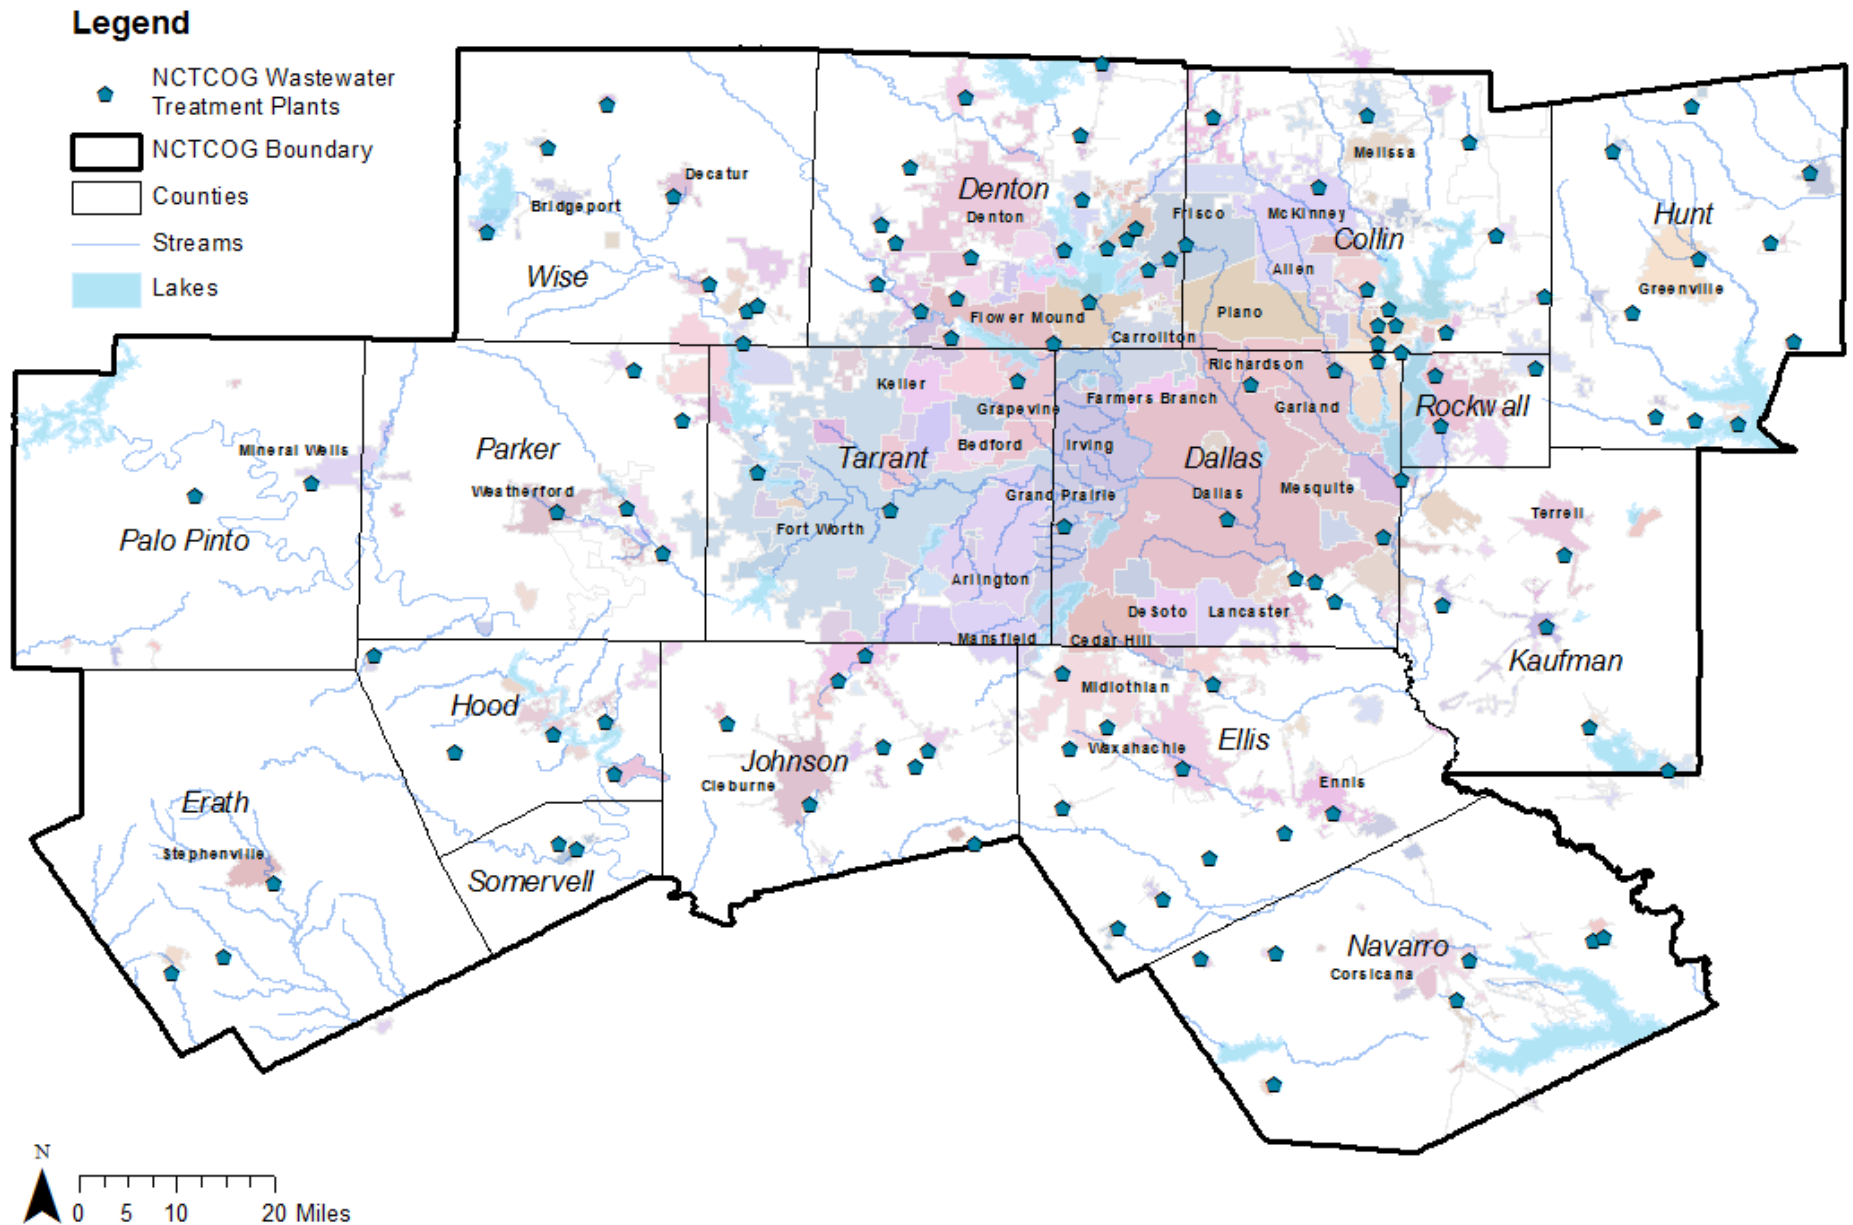 Legend
NCTCOG Wastewater
Treatment Plants
NCTCOG Boundary
Counties
Streams
Lakes
Decatur
Bridgeport
Wise
Denton
Denton
Flower Mound
Carrollton
Frisco
McKinney
Melissa
Collin
Allen
Plano
Hunt
Greenville
Mineral Wells
Palo Pinto
Parker
Weatherford
Keller
Grapevine
Bedford
Tarrant
Fort Worth
Arlington
Mansfield
Richardson
Farmers Branch
Garland
Irving
Dallas
Grand Prairie
Dallas
Mesquite
DeSoto
Lancaster
Cedar Hill
Rockwall
Terrell
Kaufman
Hood
Johnson
Cleburne
Midlothian
Waxahachie
Ellis
Ennis
Erath
Stephenville
Somervell
Navarro
Corsicana
N
0 5 10 20 Miles